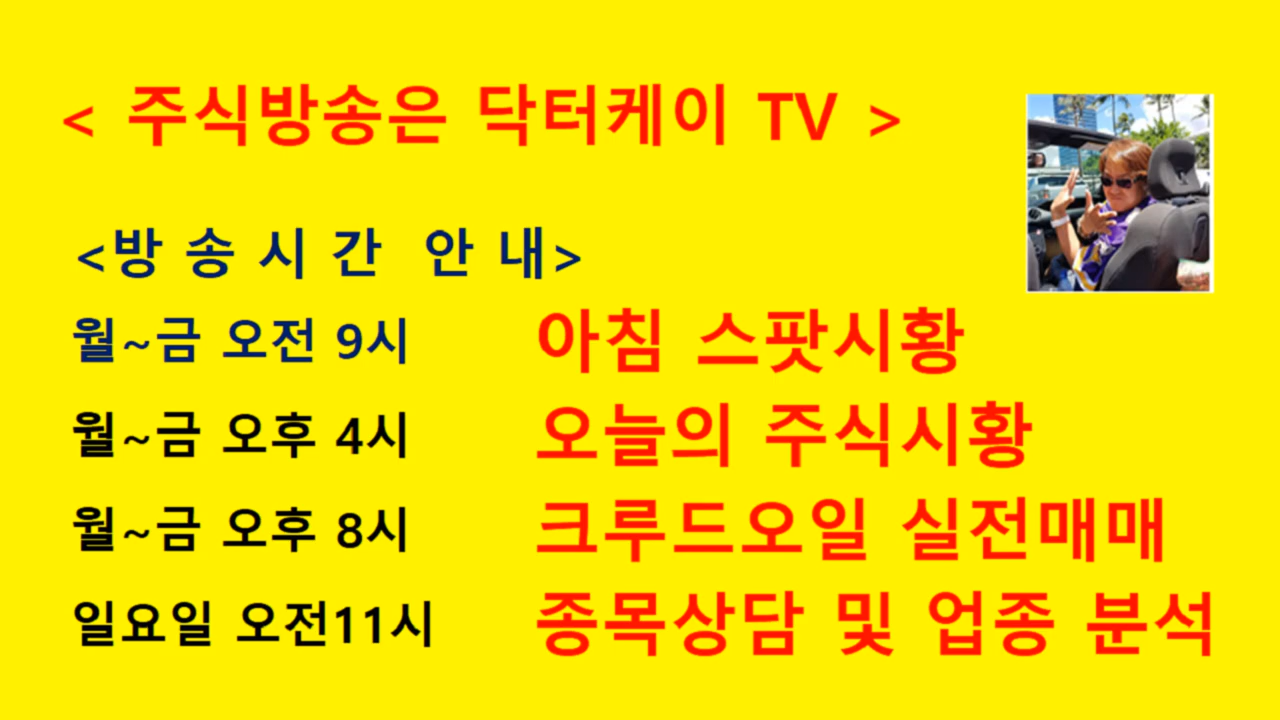 < 주식방송은 닥터케이 TV >
<방 송 시 간 안 내>
월~금 오전 9시 아침 스팟시황
월~금 오후 4시 오늘의 주식시황
월~금 오후 8시 크루드오일 실전매매
일요일 오전11시 종목상담 및 업종 분석